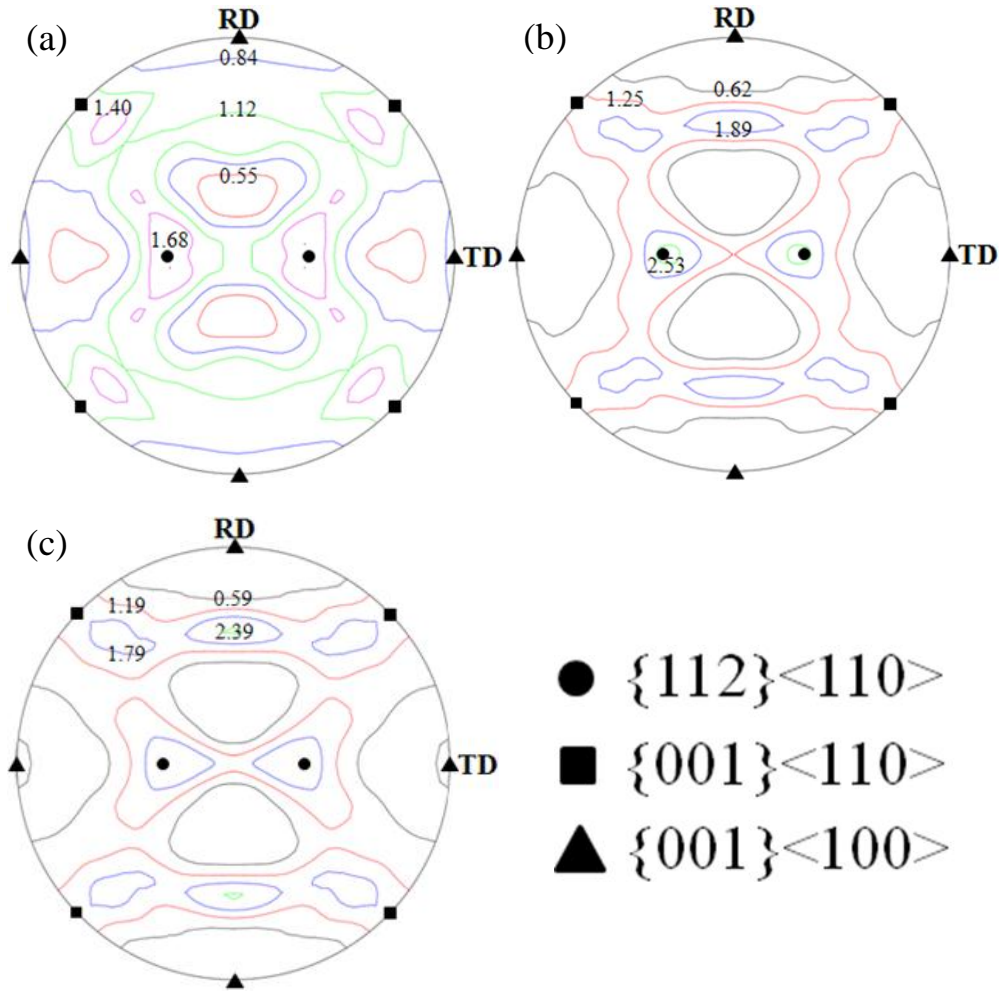 (a)
RD
0.84
1.40
1.12
0.55
1.68
TD
(b)
RD
0.62
1.25
1.89
2.53
TD
(c)
RD
0.59
1.19
2.39
1.79
TD
{112}<110>
{001}<110>
{001}<100>